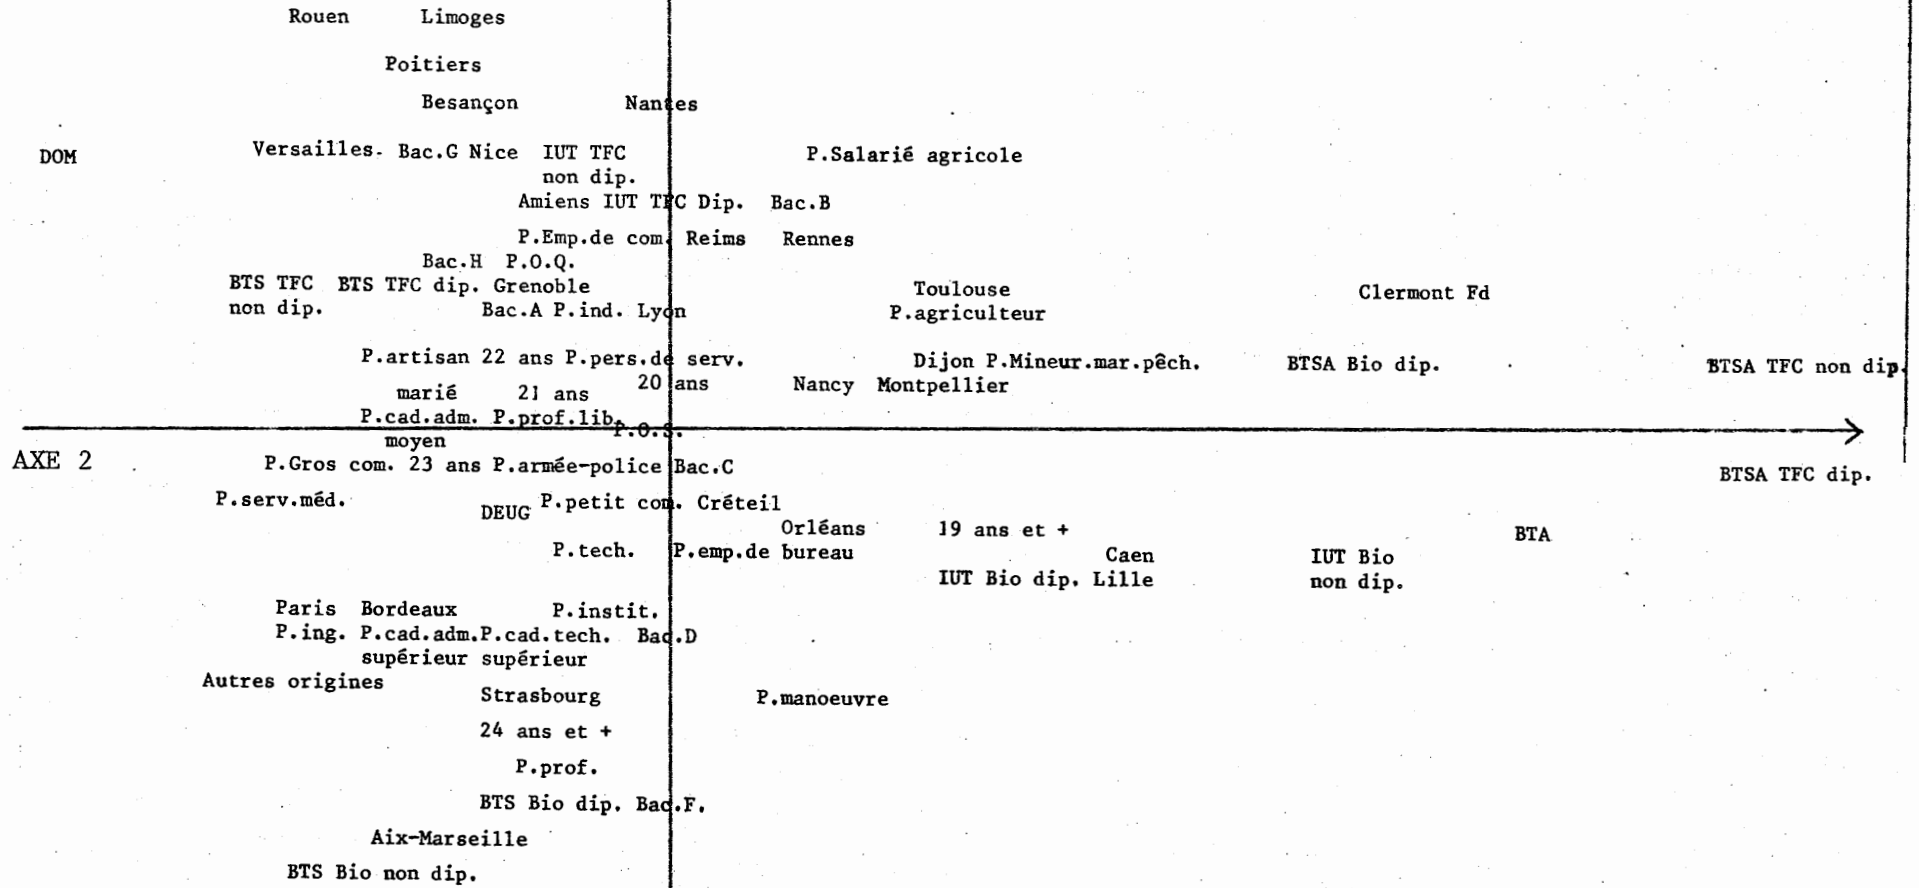 Rouen Limoges
Poitiers
Besançon Nantes
DOM Versailles. Bac.G Nice IUT TFC P.Salarié agricole
non dip.
Amiens IUT TFC Dip. Bac.B
P.Emp.de com. Reims Rennes
Bac.H P.O.Q.
BTS TFC BTS TFC dip. Grenoble Toulouse Clermont Fd
non dip. Bac.A P.ind. Lyon P.agriculteur
P.artisan 22 ans P.pers.de serv. Dijon P.Mineur.mar.pêch. BTSA Bio dip. BTSA TFC non dip.
marié 21 ans 20 ans Nancy Montpellier
P.cad.adm. P.prof.lib. P.O.S.
moyen
AXE 2 P.Gros com. 23 ans P.armée-police Bac.C BTSA TFC dip.
P.serv.méd. DEUG P.petit com. Créteil
Orléans 19 ans et + BTA
P.tech. P.emp.de bureau Caen IUT Bio
IUT Bio dip. Lille non dip.
Paris Bordeaux P.instit.
P.ing. P.cad.adm.P.cad.tech. Bac.D
supérieur supérieur
Autres origines
Strasbourg P.manoeuvre
24 ans et +
P.prof.
BTS Bio dip. Bac.F.
Aix-Marseille
BTS Bio non dip.